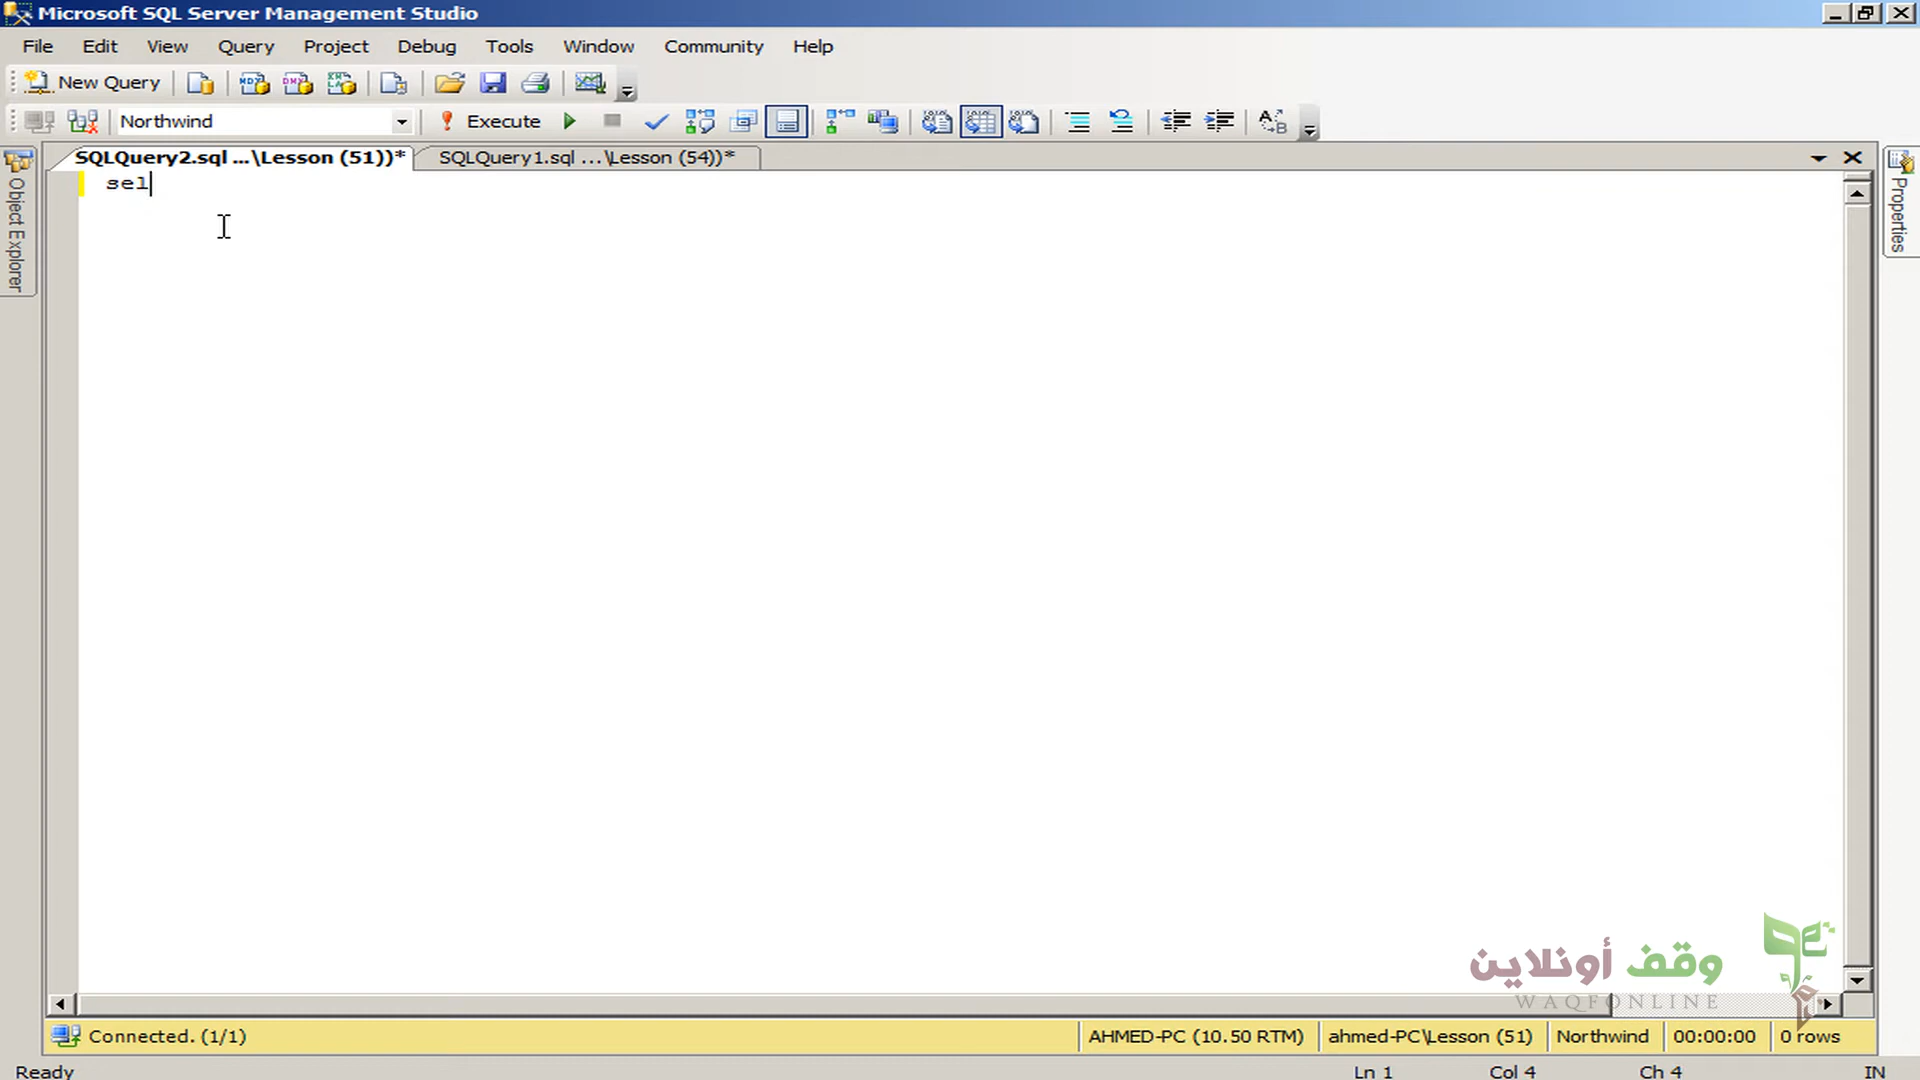 Microsoft SQL Server Management Studio
File Edit View Query Project Debug Tools Window Community Help
New Query
Northwind Execute
SQLQuery2.sql ...\Lesson (51))* SQLQuery1.sql ...\Lesson (54))*
sel
Object Explorer
Properties
وقف أونلاين
WAQFONLINE
Connected. (1/1) AHMED-PC (10.50 RTM) ahmed-PC\Lesson (51) Northwind 00:00:00 0 rows
Ready Ln 1 Col 4 Ch 4 IN